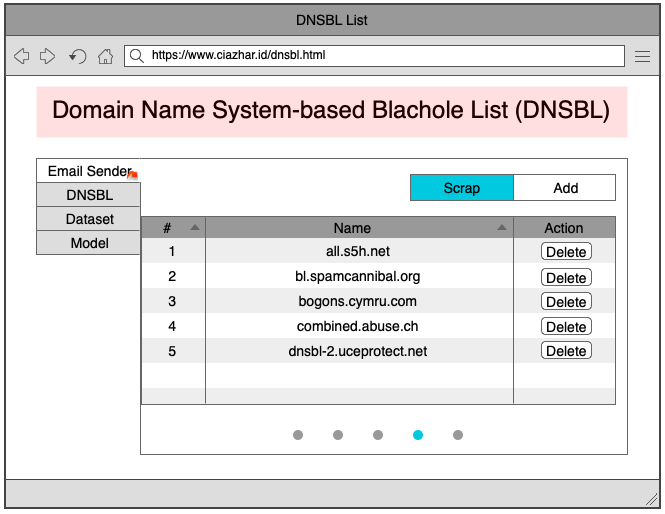 DNSBL List
https://www.ciazhar.id/dnsbl.html
Domain Name System-based Blachole List (DNSBL)
Email Sender
DNSBL
Dataset
Model
Scrap Add
# Name Action
1 all.s5h.net Delete
2 bl.spamcannibal.org Delete
3 bogons.cymru.com Delete
4 combined.abuse.ch Delete
5 dnsbl-2.uceprotect.net Delete